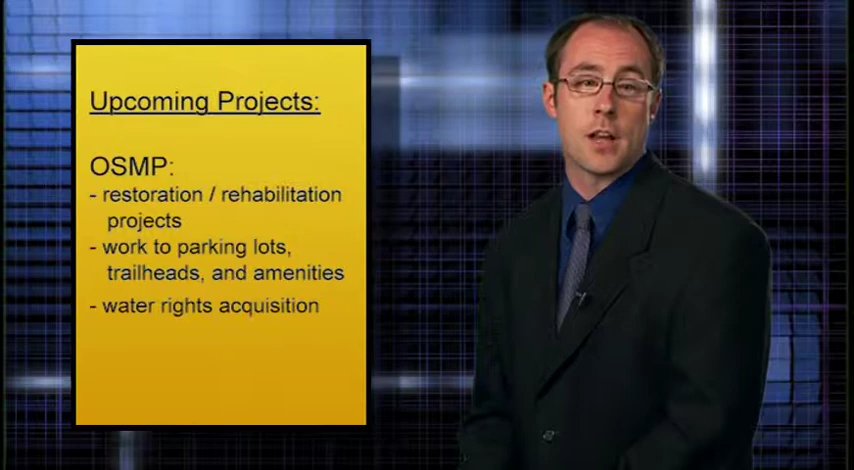 Upcoming Projects:
OSMP:
- restoration / rehabilitation
projects
- work to parking lots,
trailheads, and amenities
- water rights acquisition